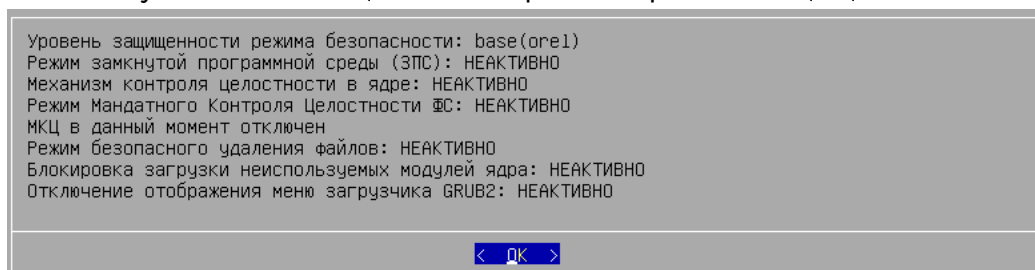 Уровень защищенности режима безопасности: base(orel)
Режим замкнутой программной среды (ЗПС): НЕАКТИВНО
Механизм контроля целостности в ядре: НЕАКТИВНО
Режим Мандатного Контроля Целостности ФС: НЕАКТИВНО
МКЦ в данный момент отключен
Режим безопасного удаления файлов: НЕАКТИВНО
Блокировка загрузки неиспользуемых модулей ядра: НЕАКТИВНО
Отключение отображения меню загрузчика GRUB2: НЕАКТИВНО
< OK >